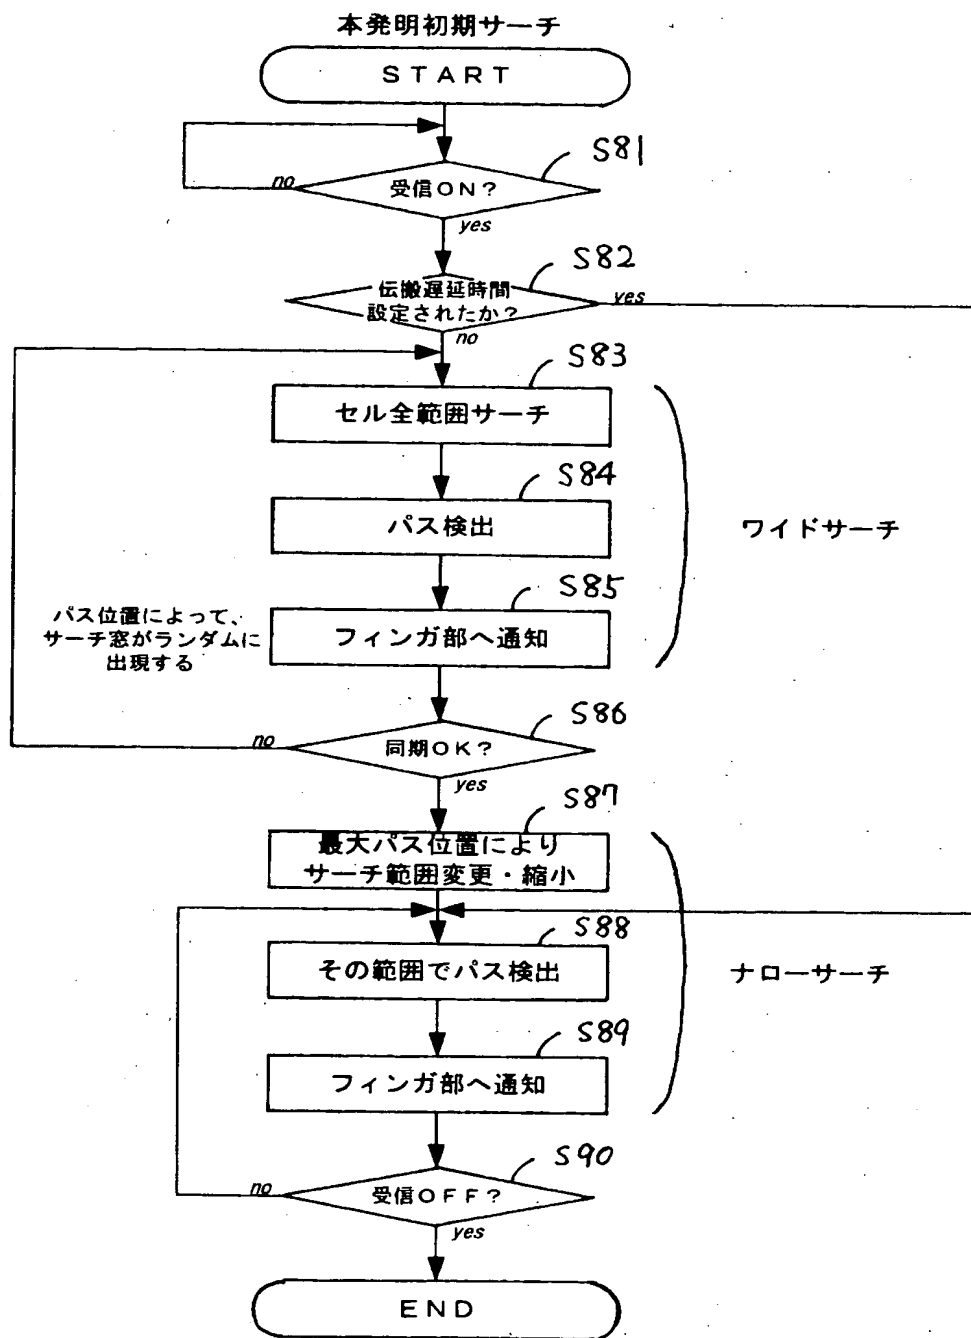 本発明初期サーチ
START
S81
受信ON?
no
yes
S82
伝搬遅延時間
設定されたか?
yes
no
S83
セル全範囲サーチ
S84
パス検出
ワイドサーチ
S85
フィンガ部へ通知
パス位置によって、
サーチ窓がランダムに
出現する
S86
同期OK?
no
yes
S87
最大パス位置により
サーチ範囲変更・縮小
S88
その範囲でパス検出
ナローサーチ
S89
フィンガ部へ通知
S90
受信OFF?
no
yes
END